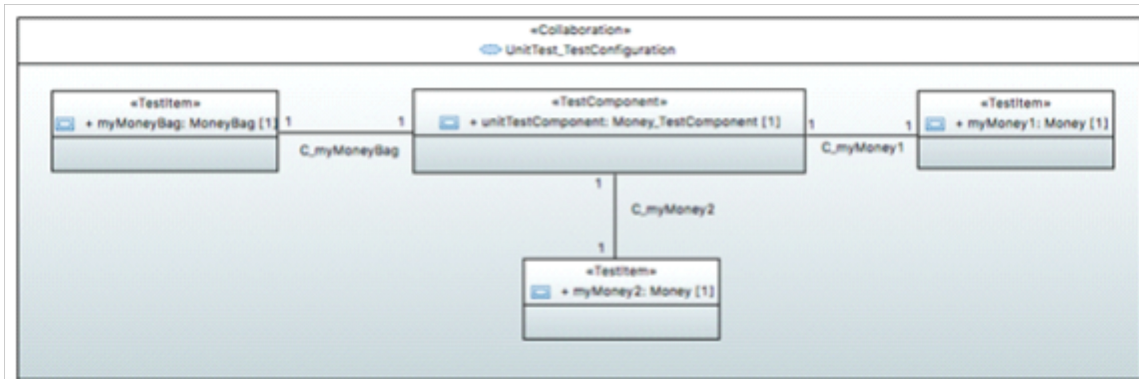 «Collaboration»
UnitTest_TestConfiguration
«TestItem»
+ myMoneyBag: MoneyBag [1]
1
1
C_myMoneyBag
«TestComponent»
+ unitTestComponent: Money_TestComponent [1]
1
1
C_myMoney1
«TestItem»
+ myMoney1: Money [1]
1
C_myMoney2
1
«TestItem»
+ myMoney2: Money [1]